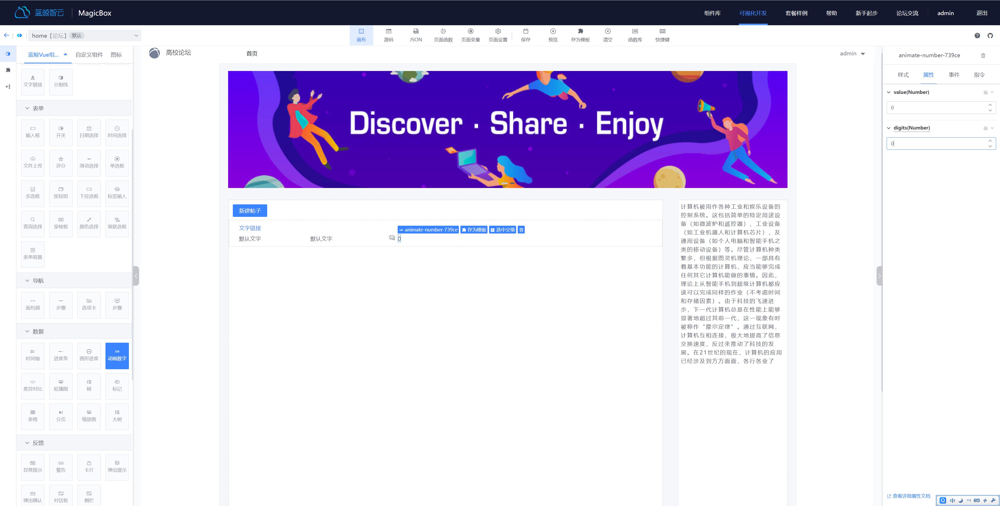 蓝鲸智云 MagicBox 组件库 可视化开发 套餐样例 帮助 新手起步 论坛交流 admin 退出
home【论坛】 默认 画布 源码 JSON 页面函数 页面变量 页面设置 保存 预览 存为模板 清空 函数库 快捷键
蓝鲸Vue组... 自定义组件 图标
文字链接 分割线
表单
输入框 开关 日期选择 时间选择
文件上传 评分 滑动选择 单选框
多选框 按钮组 下拉选框 标签输入
查询选择 穿梭框 颜色选择 级联选框
表单容器
导航
面包屑 步骤 选项卡 步骤
数据
时间轴 进度条 圆形进度 动画数字
差异对比 轮播图 树 标记
表格 分页 缩放图 大树
反馈
异常提示 警告 卡片 弹出提示
弹出确认 对话框 侧栏
高校论坛 首页 admin
Discover · Share · Enjoy
新建帖子
文字链接
animate-number-739ce 存为模板 选中父级
默认文字 默认文字 0
计算机被用作各种工业和娱乐设备的
控制系统。这包括简单的特定用途设
备（如微波炉和遥控器）、工业设备
（如工业机器人和计算机芯片），及
通用设备（如个人电脑和智能手机之
类的移动设备）等。尽管计算机种类
繁多，但根据图灵机理论，一部具有
着基本功能的计算机，应当能够完成
任何其它计算机能做的事情。因此，
理论上从智能手机到超级计算机都应
该可以完成同样的作业（不考虑时间
和存储因素）。由于科技的飞速进
步，下一代计算机总是在性能上能够
显著地超过其前一代，这一现象有时
被称作“摩尔定律”。通过互联网，
计算机互相连接，极大地提高了信息
交换速度，反过来推动了科技的发
展。在21世纪的现在，计算机的应用
已经涉及到方方面面，各行各业了
animate-number-739ce
样式 属性 事件 指令
value(Number) 值
0
digits(Number) 值
0
查看详细属性文档
中